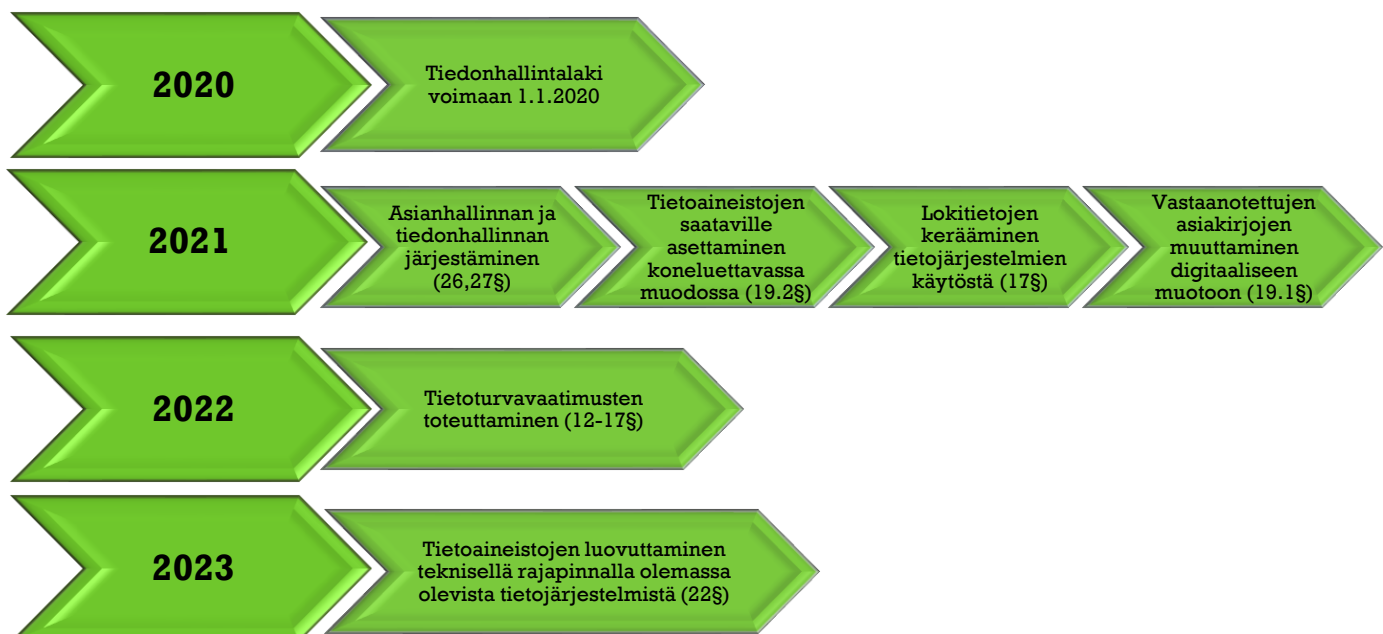 2020
Tiedonhallintalaki
voimaan 1.1.2020
2021
Asianhallinnan ja
tiedonhallinnan
järjestäminen
(26,27§)
Tietoaineistojen
saataville
asettaminen
koneluettavassa
muodossa (19.2§)
Lokitietojen
kerääminen
tietojärjestelmien
käytöstä (17§)
Vastaanotettujen
asiakirjojen
muuttaminen
digitaaliseen
muotoon (19.1§)
2022
Tietoturvavaatimusten
toteuttaminen (12-17§)
2023
Tietoaineistojen luovuttaminen
teknisellä rajapinnalla olemassa
olevista tietojärjestelmistä (22§)